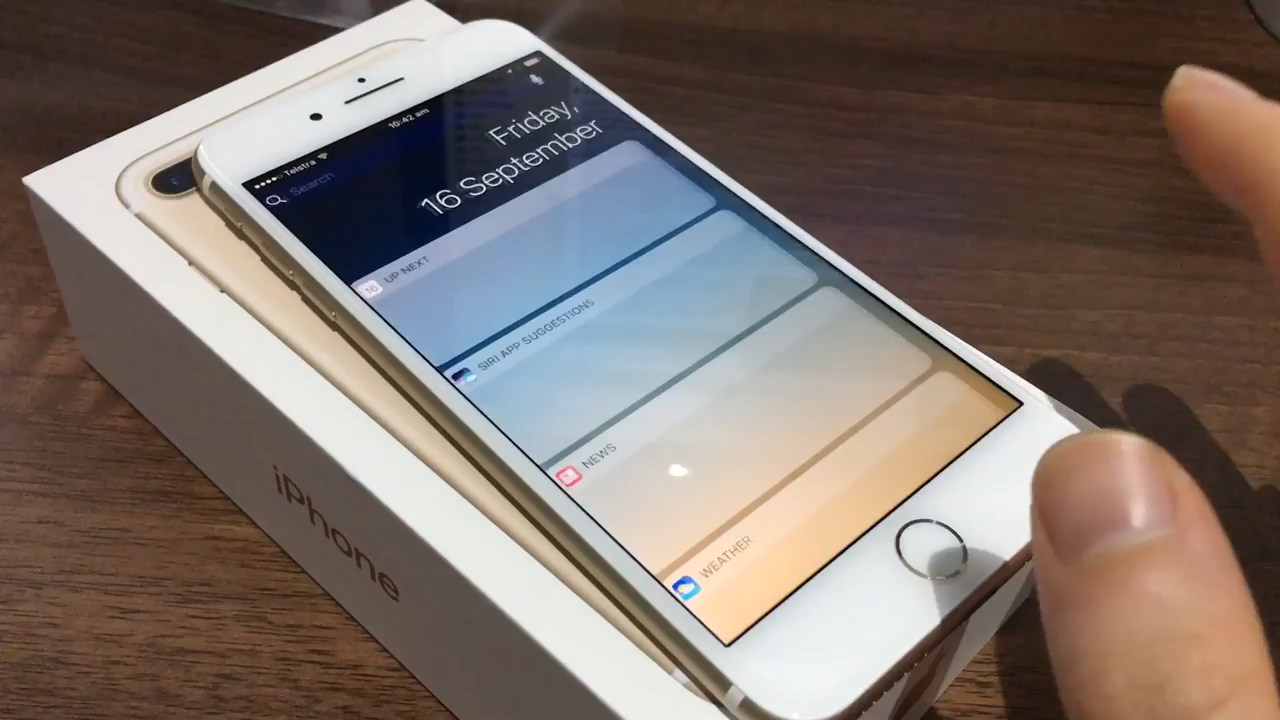 Telstra
10:42 am
Search
Friday,
16 September
16
UP NEXT
SIRI APP SUGGESTIONS
NEWS
WEATHER
iPhone